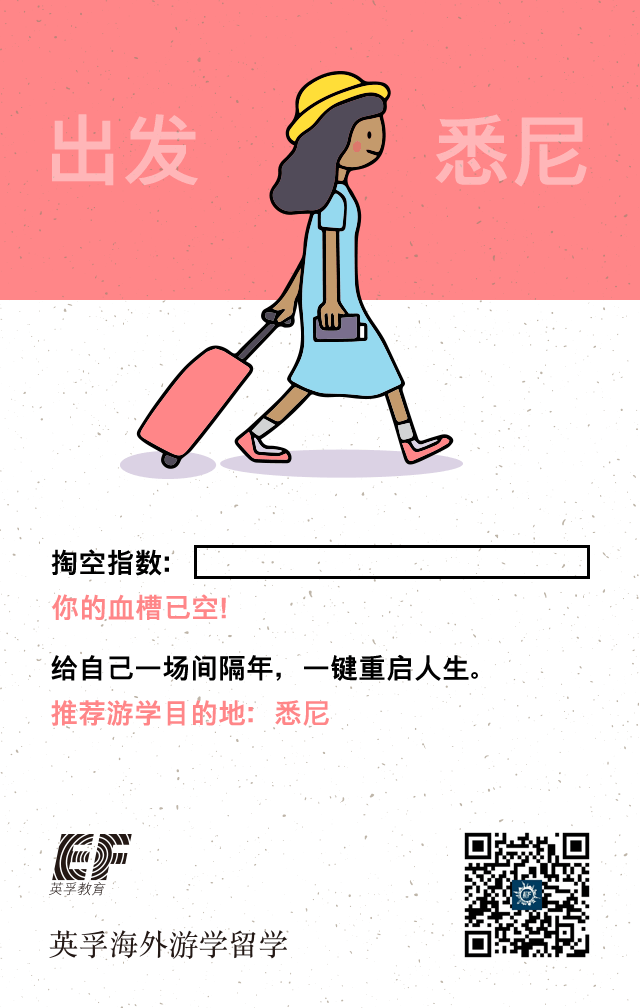 出发 悉尼
掏空指数:
你的血槽已空!
给自己一场间隔年，一键重启人生。
推荐游学目的地: 悉尼
EF
英孚教育
英孚海外游学留学